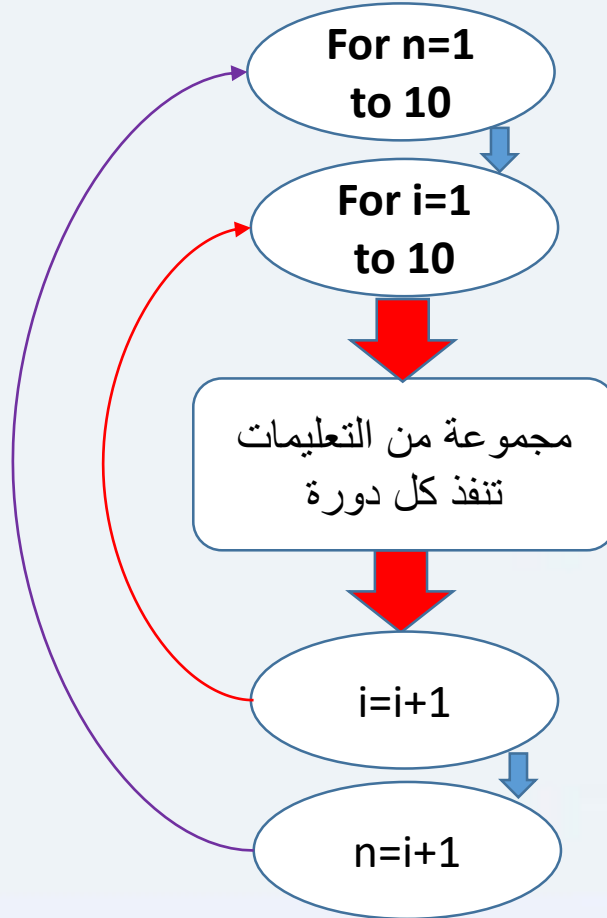 For n=1
to 10
For i=1
to 10
مجموعة من التعليمات
تنفذ كل دورة
i=i+1
n=i+1